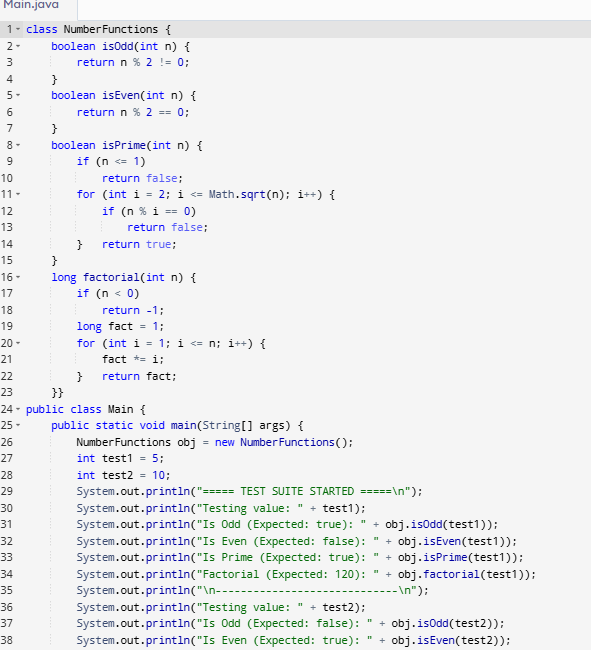 Main.java
1 class NumberFunctions {
2 boolean isOdd(int n) {
3 return n % 2 != 0;
4 }
5 boolean isEven(int n) {
6 return n % 2 == 0;
7 }
8 boolean isPrime(int n) {
9 if (n <= 1)
10 return false;
11 for (int i = 2; i <= Math.sqrt(n); i++) {
12 if (n % i == 0)
13 return false;
14 } return true;
15 }
16 long factorial(int n) {
17 if (n < 0)
18 return -1;
19 long fact = 1;
20 for (int i = 1; i <= n; i++) {
21 fact *= i;
22 } return fact;
23 }}
24 public class Main {
25 public static void main(String[] args) {
26 NumberFunctions obj = new NumberFunctions();
27 int test1 = 5;
28 int test2 = 10;
29 System.out.println("===== TEST SUITE STARTED =====\n");
30 System.out.println("Testing value: " + test1);
31 System.out.println("Is Odd (Expected: true): " + obj.isOdd(test1));
32 System.out.println("Is Even (Expected: false): " + obj.isEven(test1));
33 System.out.println("Is Prime (Expected: true): " + obj.isPrime(test1));
34 System.out.println("Factorial (Expected: 120): " + obj.factorial(test1));
35 System.out.println("\n----------------------------\n");
36 System.out.println("Testing value: " + test2);
37 System.out.println("Is Odd (Expected: false): " + obj.isOdd(test2));
38 System.out.println("Is Even (Expected: true): " + obj.isEven(test2));